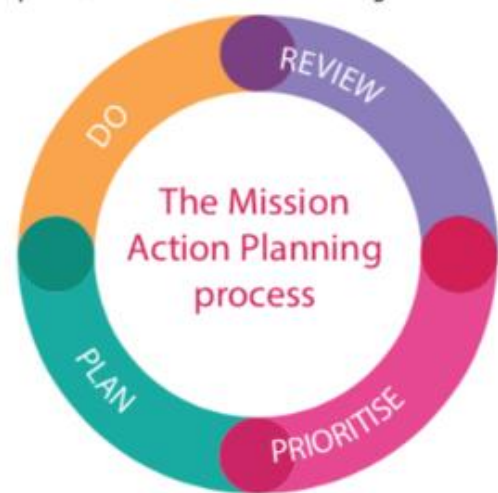 REVIEW
DO
The Mission
Action Planning
process
PLAN
PRIORITISE